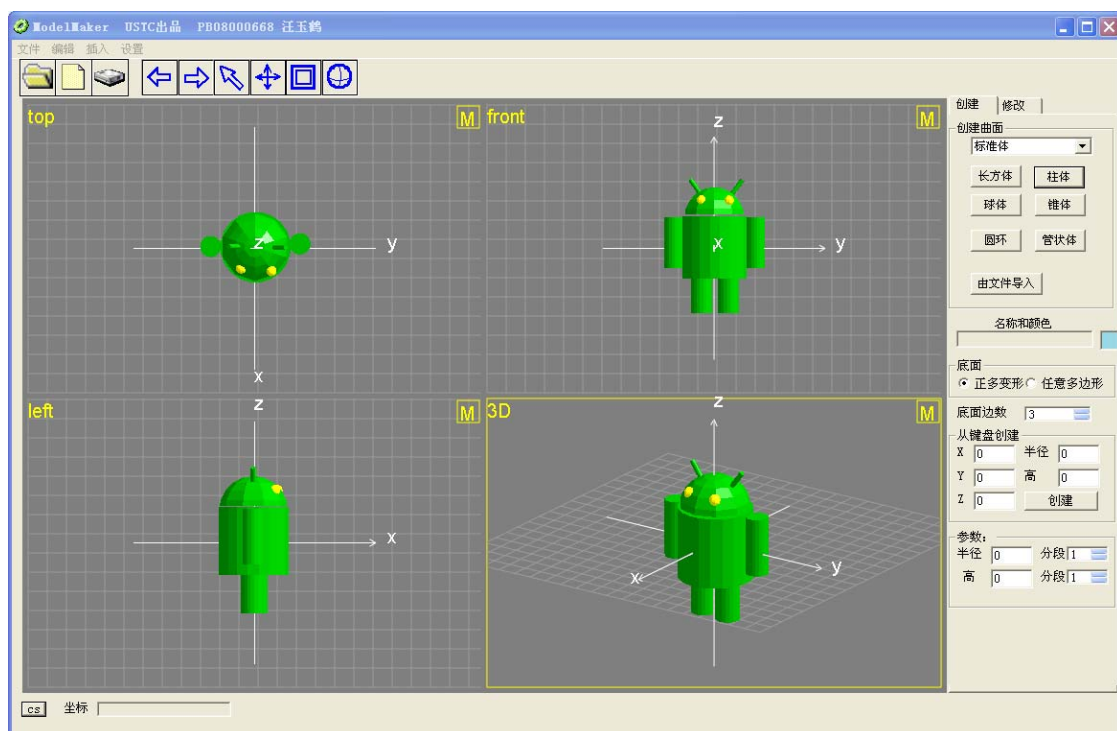 ModelMaker USTC出品 PB08000668 汪玉鹤
文件 编辑 插入 设置
top M
front M
z
y
x
z
x
y
left M
3D M
z
x
z
x
y
创建 修改
创建曲面
标准体
长方体 柱体
球体 锥体
圆环 管状体
由文件导入
名称和颜色
底面
正多变形 任意多边形
底面边数 3
从键盘创建
X 0 半径 0
Y 0 高 0
Z 0 创建
参数:
半径 0 分段 1
高 0 分段 1
cs 坐标